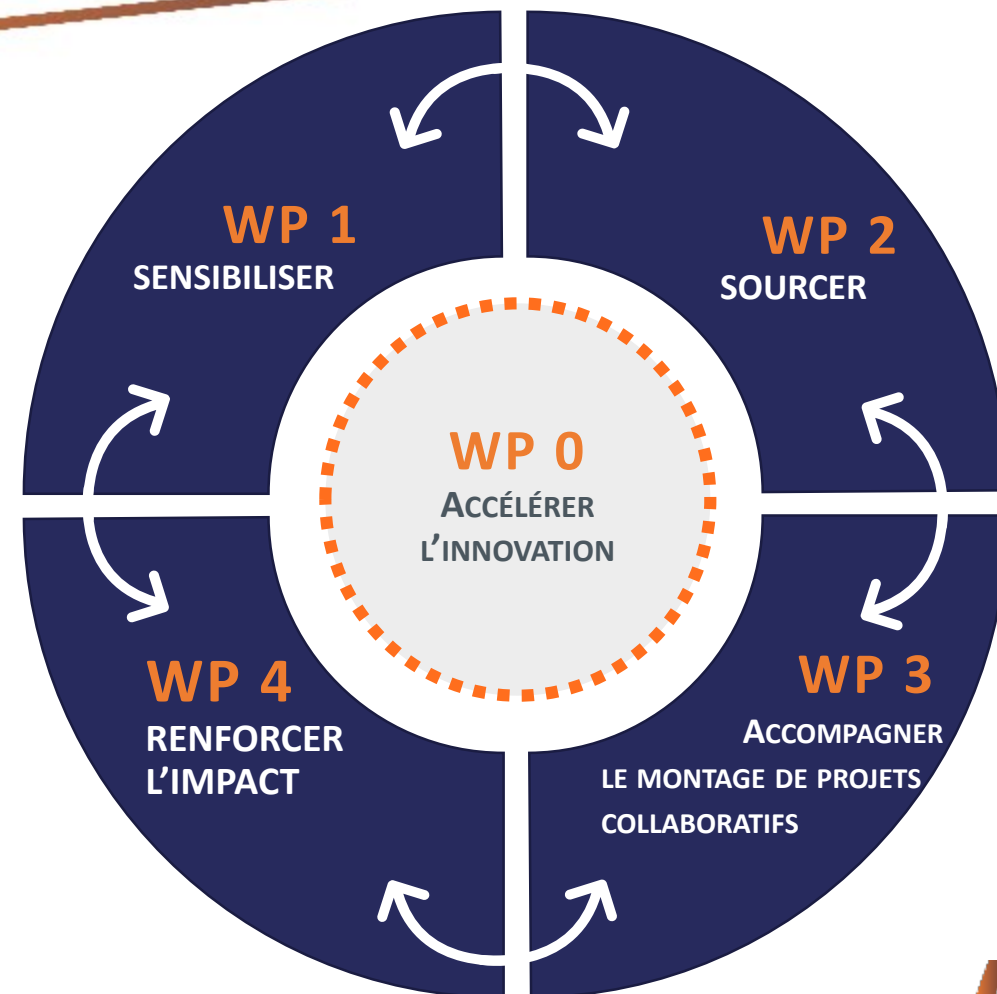 WP 1
SENSIBILISER
WP 2
SOURCER
WP 0
ACCÉLÉRER
L'INNOVATION
WP 4
RENFORCER
L'IMPACT
WP 3
ACCOMPAGNER
LE MONTAGE DE PROJETS
COLLABORATIFS